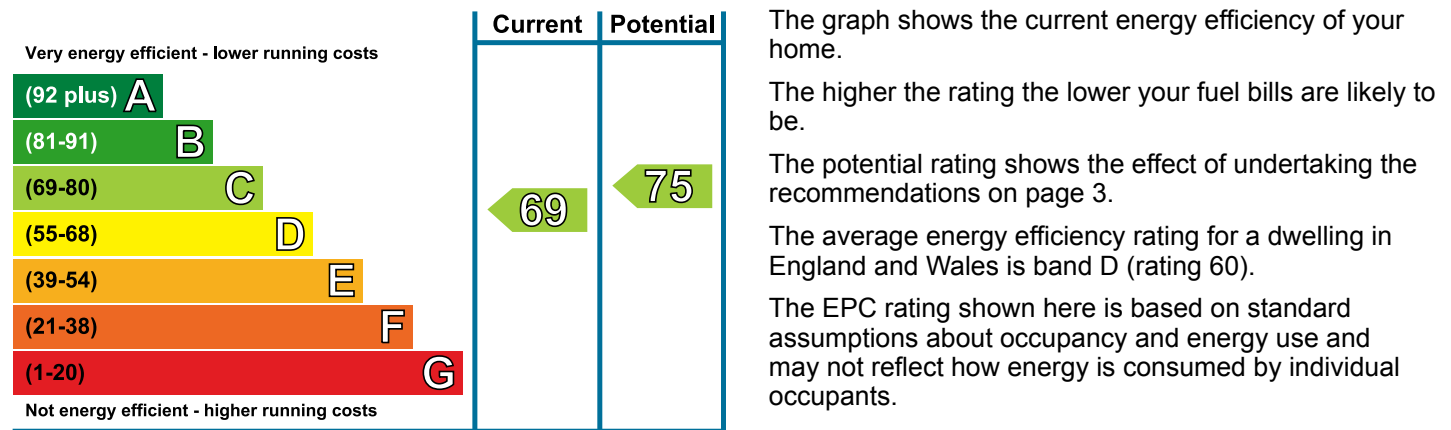 Current Potential
Very energy efficient - lower running costs
(92 plus) A
(81-91) B
(69-80) C
(55-68) D
(39-54) E
(21-38) F
(1-20) G
Not energy efficient - higher running costs
69
75
The graph shows the current energy efficiency of your
home.
The higher the rating the lower your fuel bills are likely to
be.
The potential rating shows the effect of undertaking the
recommendations on page 3.
The average energy efficiency rating for a dwelling in
England and Wales is band D (rating 60).
The EPC rating shown here is based on standard
assumptions about occupancy and energy use and
may not reflect how energy is consumed by individual
occupants.